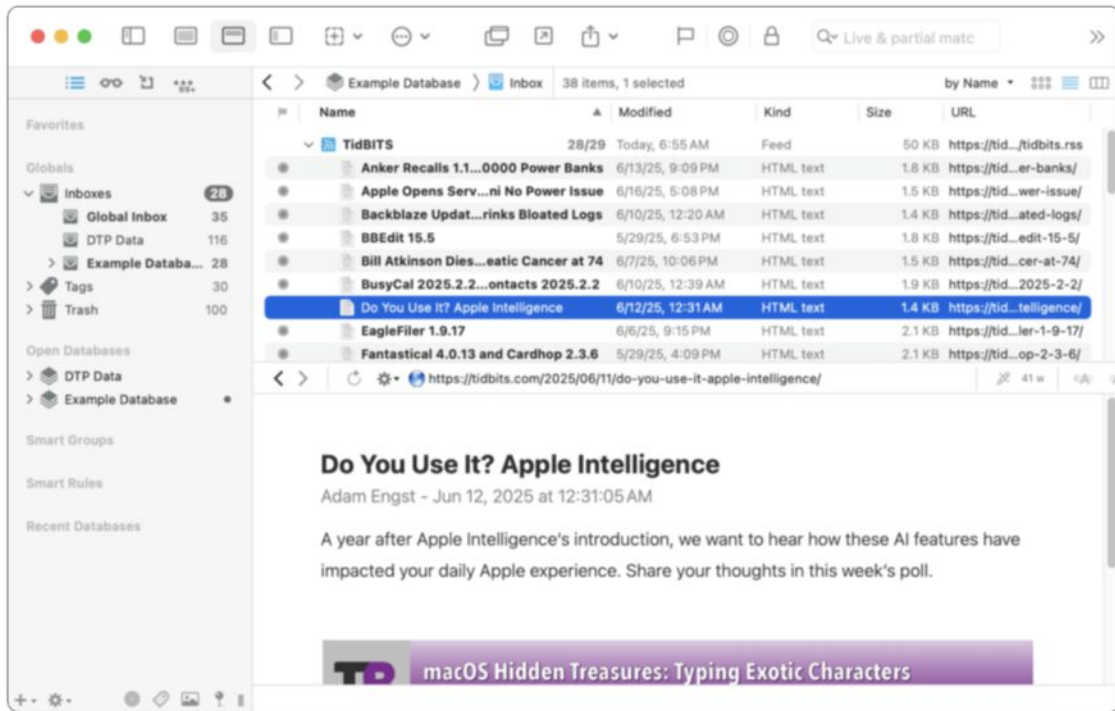 Live & partial matc
Example Database Inbox 38 items, 1 selected by Name
Favorites
Globals
Inboxes 28
Global Inbox 35
DTP Data 116
Example Databa... 28
Tags 30
Trash 100
Open Databases
DTP Data
Example Database
Smart Groups
Smart Rules
Recent Databases
Name Modified Kind Size URL
TidBITS 28/29 Today, 6:55 AM Feed 50 KB https://tid.../tidbits.rss
Anker Recalls 1.1...0000 Power Banks 6/13/25, 9:09 PM HTML text 1.8 KB https://tid...er-banks/
Apple Opens Serv...ni No Power Issue 6/16/25, 5:08 PM HTML text 1.5 KB https://tid...wer-issue/
Backblaze Updat...rinks Bloated Logs 6/10/25, 12:20 AM HTML text 1.4 KB https://tid...ated-logs/
BBEdit 15.5 5/29/25, 6:53 PM HTML text 1.8 KB https://tid...edit-15-5/
Bill Atkinson Dies...eatic Cancer at 74 6/7/25, 10:06 PM HTML text 1.5 KB https://tid...cer-at-74/
BusyCal 2025.2.2...ontacts 2025.2.2 6/10/25, 12:39 AM HTML text 1.9 KB https://tid...2025-2-2/
Do You Use It? Apple Intelligence 6/12/25, 12:31 AM HTML text 1.4 KB https://tid...telligence/
EagleFiler 1.9.17 6/6/25, 9:15 PM HTML text 2.1 KB https://tid...ler-1-9-17/
Fantastical 4.0.13 and Cardhop 2.3.6 5/29/25, 4:09 PM HTML text 2.1 KB https://tid...op-2-3-6/
https://tidbits.com/2025/06/11/do-you-use-it-apple-intelligence/ 41 w <A
Do You Use It? Apple Intelligence
Adam Engst - Jun 12, 2025 at 12:31:05 AM
A year after Apple Intelligence's introduction, we want to hear how these AI features have
impacted your daily Apple experience. Share your thoughts in this week's poll.
macOS Hidden Treasures: Typing Exotic Characters